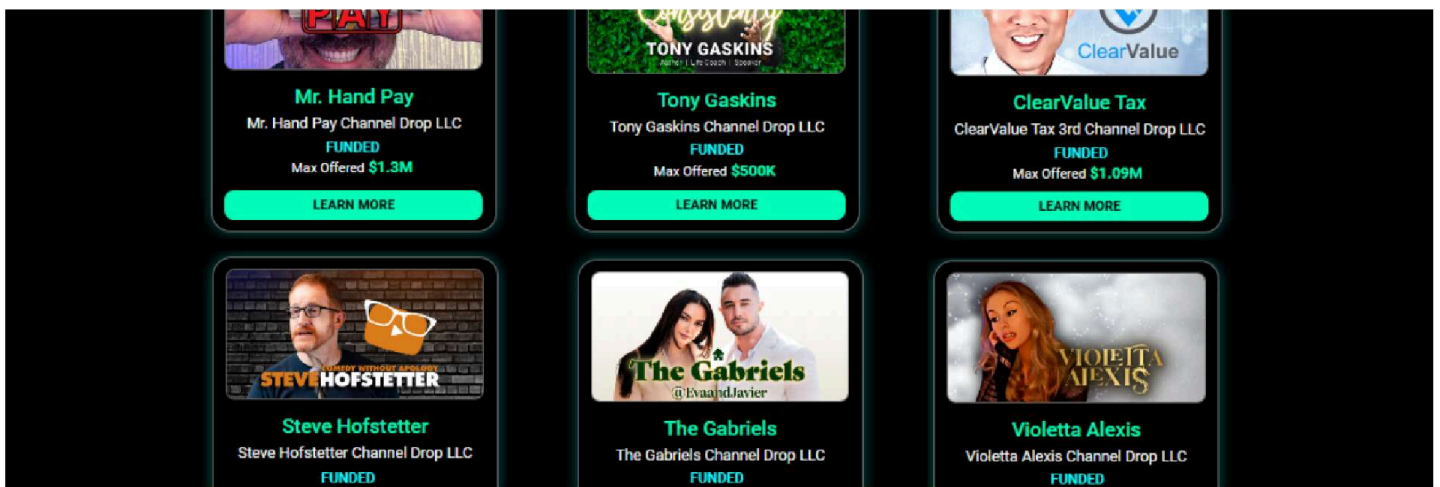 PAY
Mr. Hand Pay
Mr. Hand Pay Channel Drop LLC
FUNDED
Max Offered $1.3M
LEARN MORE
Consistently
TONY GASKINS
Author | Life Coach | Speaker
Tony Gaskins
Tony Gaskins Channel Drop LLC
FUNDED
Max Offered $500K
LEARN MORE
ClearValue
ClearValue Tax
ClearValue Tax 3rd Channel Drop LLC
FUNDED
Max Offered $1.09M
LEARN MORE
COMEDY WITHOUT APOLOGY
STEVE HOFSTETTER
Steve Hofstetter
Steve Hofstetter Channel Drop LLC
FUNDED
The Gabriels
@EvaandJavier
The Gabriels
The Gabriels Channel Drop LLC
FUNDED
VIOLETTA
ALEXIS
Violetta Alexis
Violetta Alexis Channel Drop LLC
FUNDED